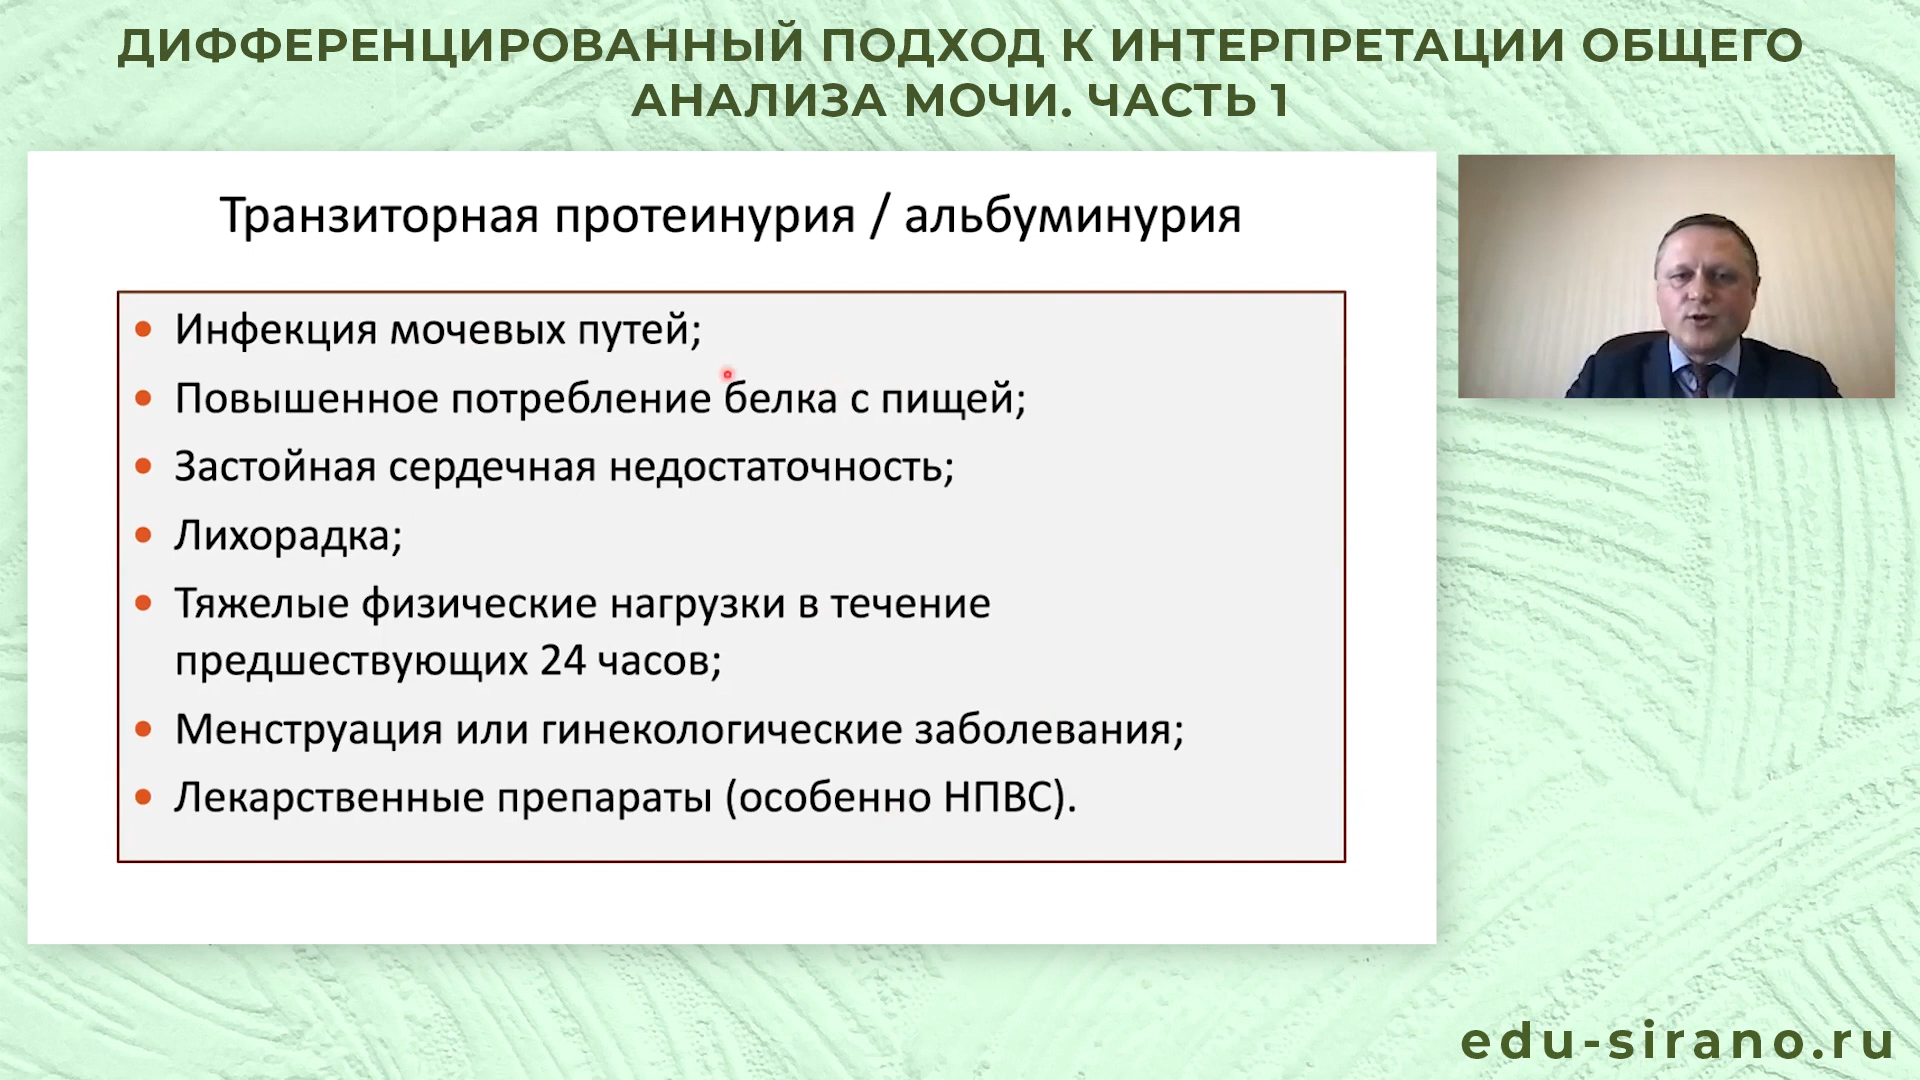 ДИФФЕРЕНЦИРОВАННЫЙ ПОДХОД К ИНТЕРПРЕТАЦИИ ОБЩЕГО
АНАЛИЗА МОЧИ. ЧАСТЬ 1
Транзиторная протеинурия / альбуминурия
• Инфекция мочевых путей;
• Повышенное потребление белка с пищей;
• Застойная сердечная недостаточность;
• Лихорадка;
• Тяжелые физические нагрузки в течение
предшествующих 24 часов;
• Менструация или гинекологические заболевания;
• Лекарственные препараты (особенно НПВС).
edu-sirano.ru